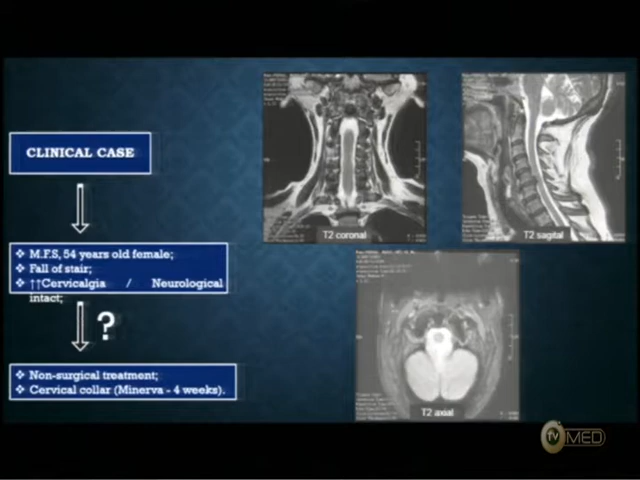 CLINICAL CASE
❖ M.F.S, 54 years old female;
❖ Fall of stair;
❖ ↑↑Cervicalgia / Neurological
intact;
?
❖ Non-surgical treatment;
❖ Cervical collar (Minerva - 4 weeks).
T2 coronal
T2 sagital
T2 axial
tv MED